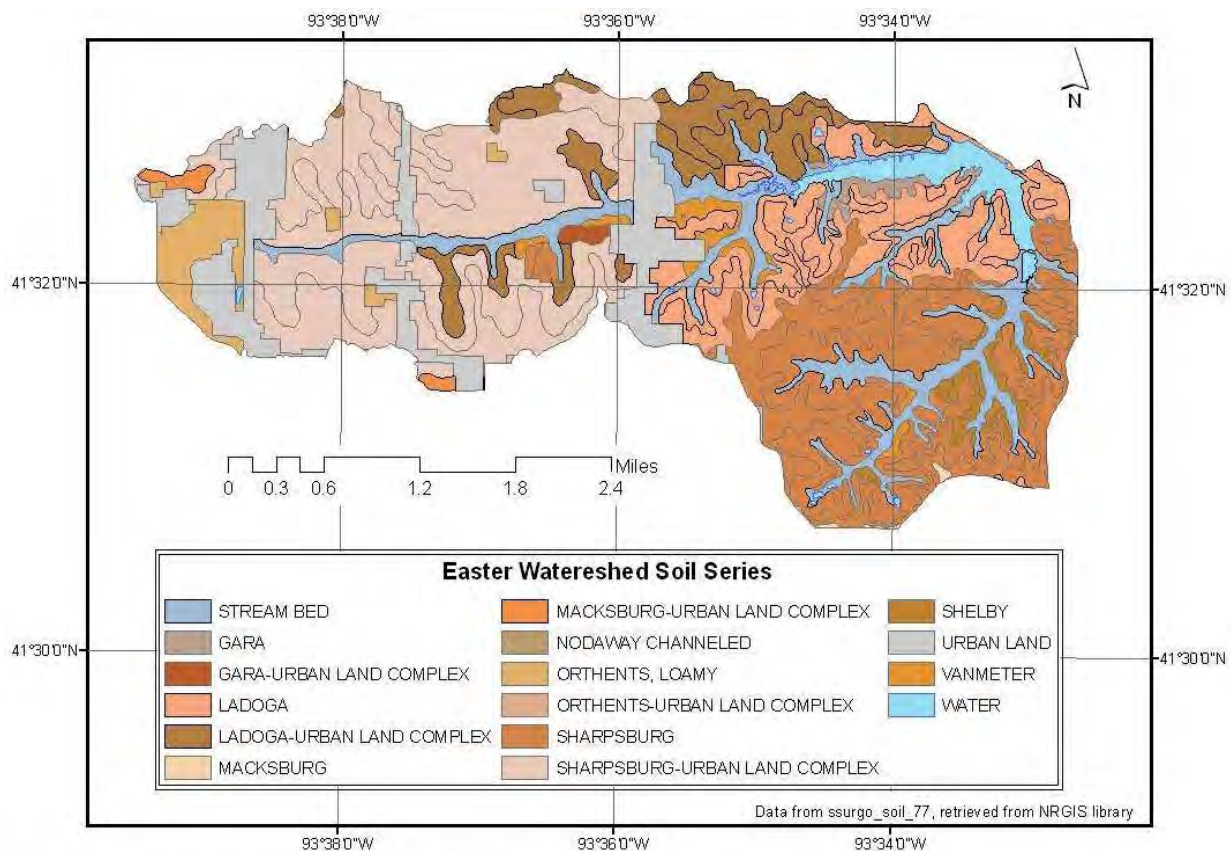 93°38'0"W 93°36'0"W 93°34'0"W
N
41°32'0"N 41°32'0"N
Miles
0 0.3 0.6 1.2 1.8 2.4
Easter Watereshed Soil Series
STREAM BED MACKSBURG-URBAN LAND COMPLEX SHELBY
GARA NODAWAY CHANNELED URBAN LAND
41°30'0"N 41°30'0"N
GARA-URBAN LAND COMPLEX ORTHENTS, LOAMY VANMETER
LADOGA ORTHENTS-URBAN LAND COMPLEX WATER
LADOGA-URBAN LAND COMPLEX SHARPSBURG
MACKSBURG SHARPSBURG-URBAN LAND COMPLEX
Data from ssurgo_soil_77, retrieved from NRGIS library
93°38'0"W 93°36'0"W 93°34'0"W